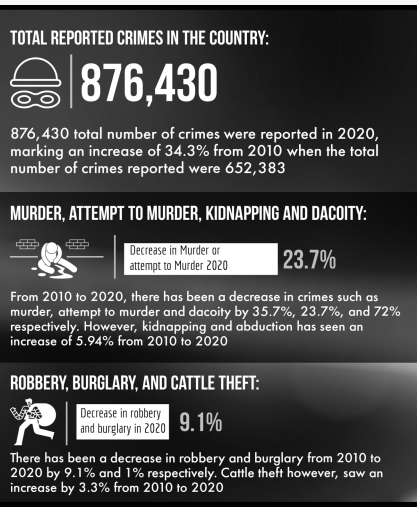 TOTAL REPORTED CRIMES IN THE COUNTRY:
876,430
876,430 total number of crimes were reported in 2020,
marking an increase of 34.3% from 2010 when the total
number of crimes reported were 652,383
MURDER, ATTEMPT TO MURDER, KIDNAPPING AND DACOITY:
Decrease in Murder or
attempt to Murder 2020
23.7%
From 2010 to 2020, there has been a decrease in crimes such as
murder, attempt to murder and dacoity by 35.7%, 23.7%, and 72%
respectively. However, kidnapping and abduction has seen an
increase of 5.94% from 2010 to 2020
ROBBERY, BURGLARY, AND CATTLE THEFT:
Decrease in robbery
and burglary in 2020
9.1%
There has been a decrease in robbery and burglary from 2010 to
2020 by 9.1% and 1% respectively. Cattle theft however, saw an
increase by 3.3% from 2010 to 2020